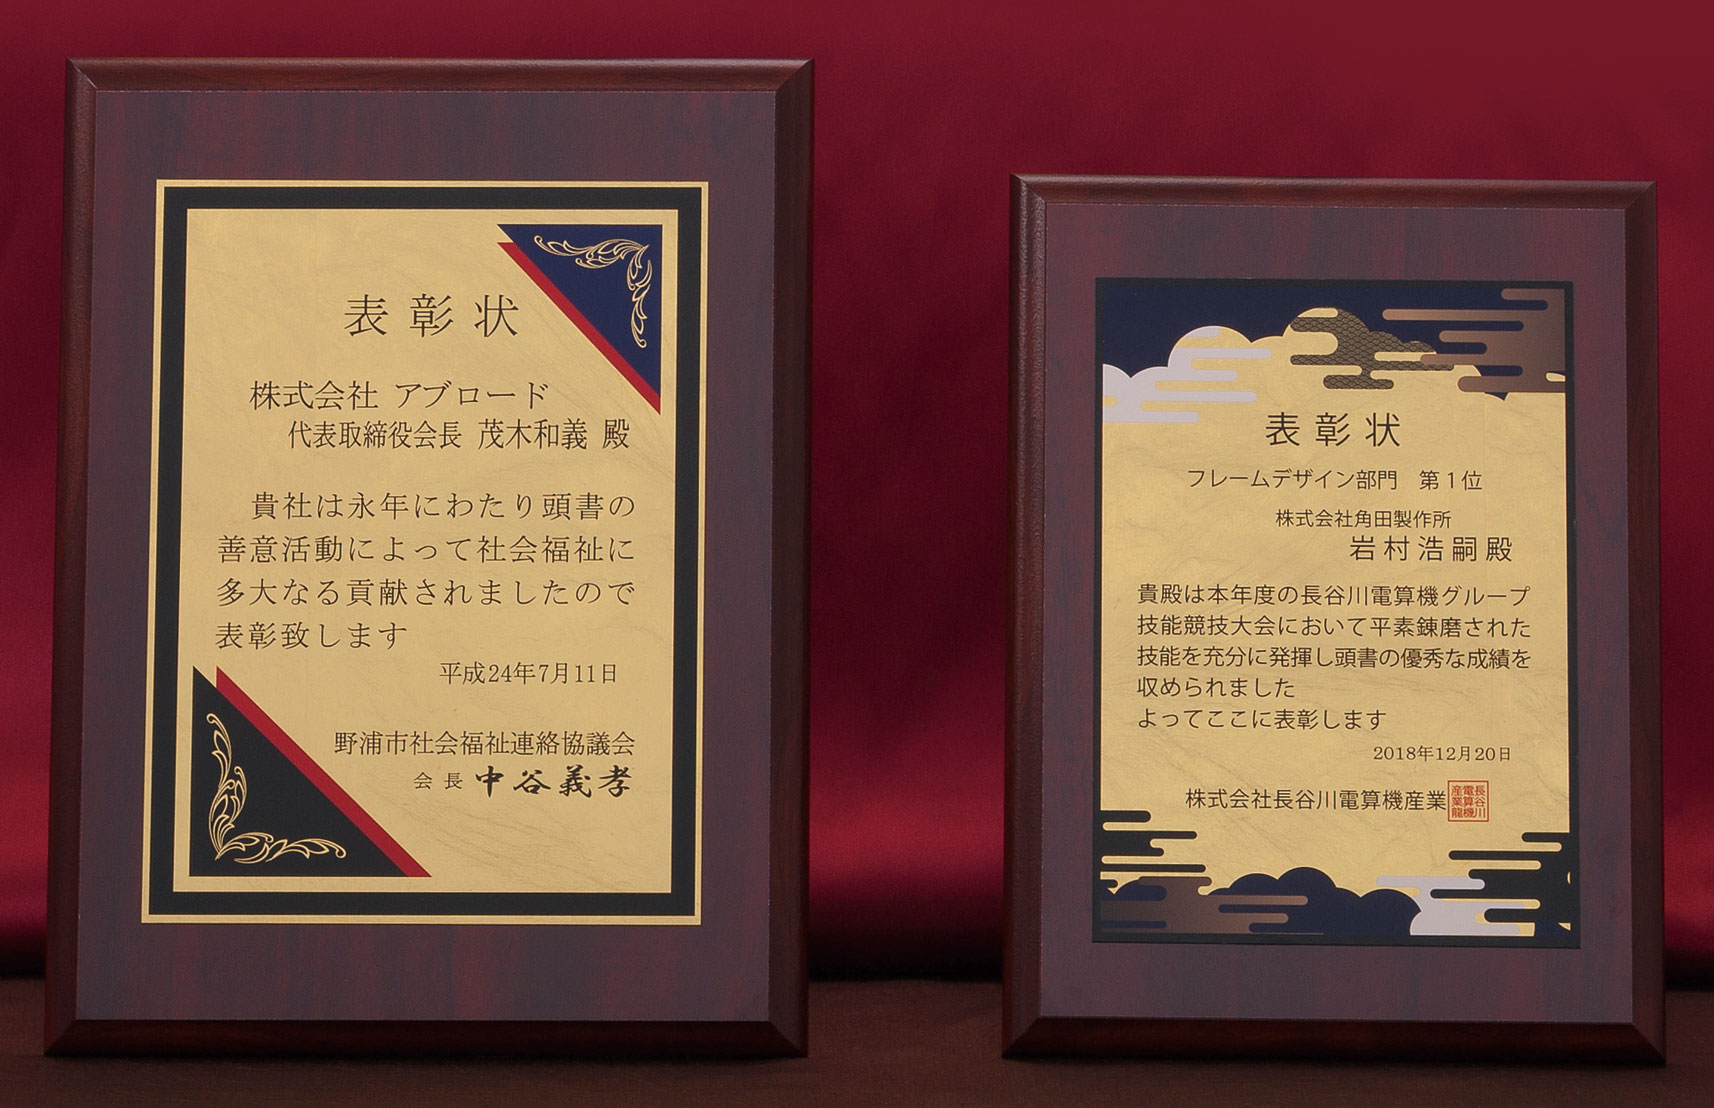 表彰状
株式会社 アブロード
代表取締役会長 茂木和義 殿
貴社は永年にわたり頭書の
善意活動によって社会福祉に
多大なる貢献されましたので
表彰致します
平成24年7月11日
野浦市社会福祉連絡協議会
会長 中谷義孝
表彰状
フレームデザイン部門 第1位
株式会社角田製作所
岩村浩嗣殿
貴殿は本年度の長谷川電算機グループ
技能競技大会において平素錬磨された
技能を充分に発揮し頭書の優秀な成績を
収められました
よってここに表彰します
2018年12月20日
株式会社長谷川電算機産業
長谷川
電算機
産業龍